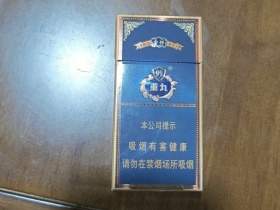 重九
本公司提示
吸烟有害健康
请勿在禁烟场所吸烟